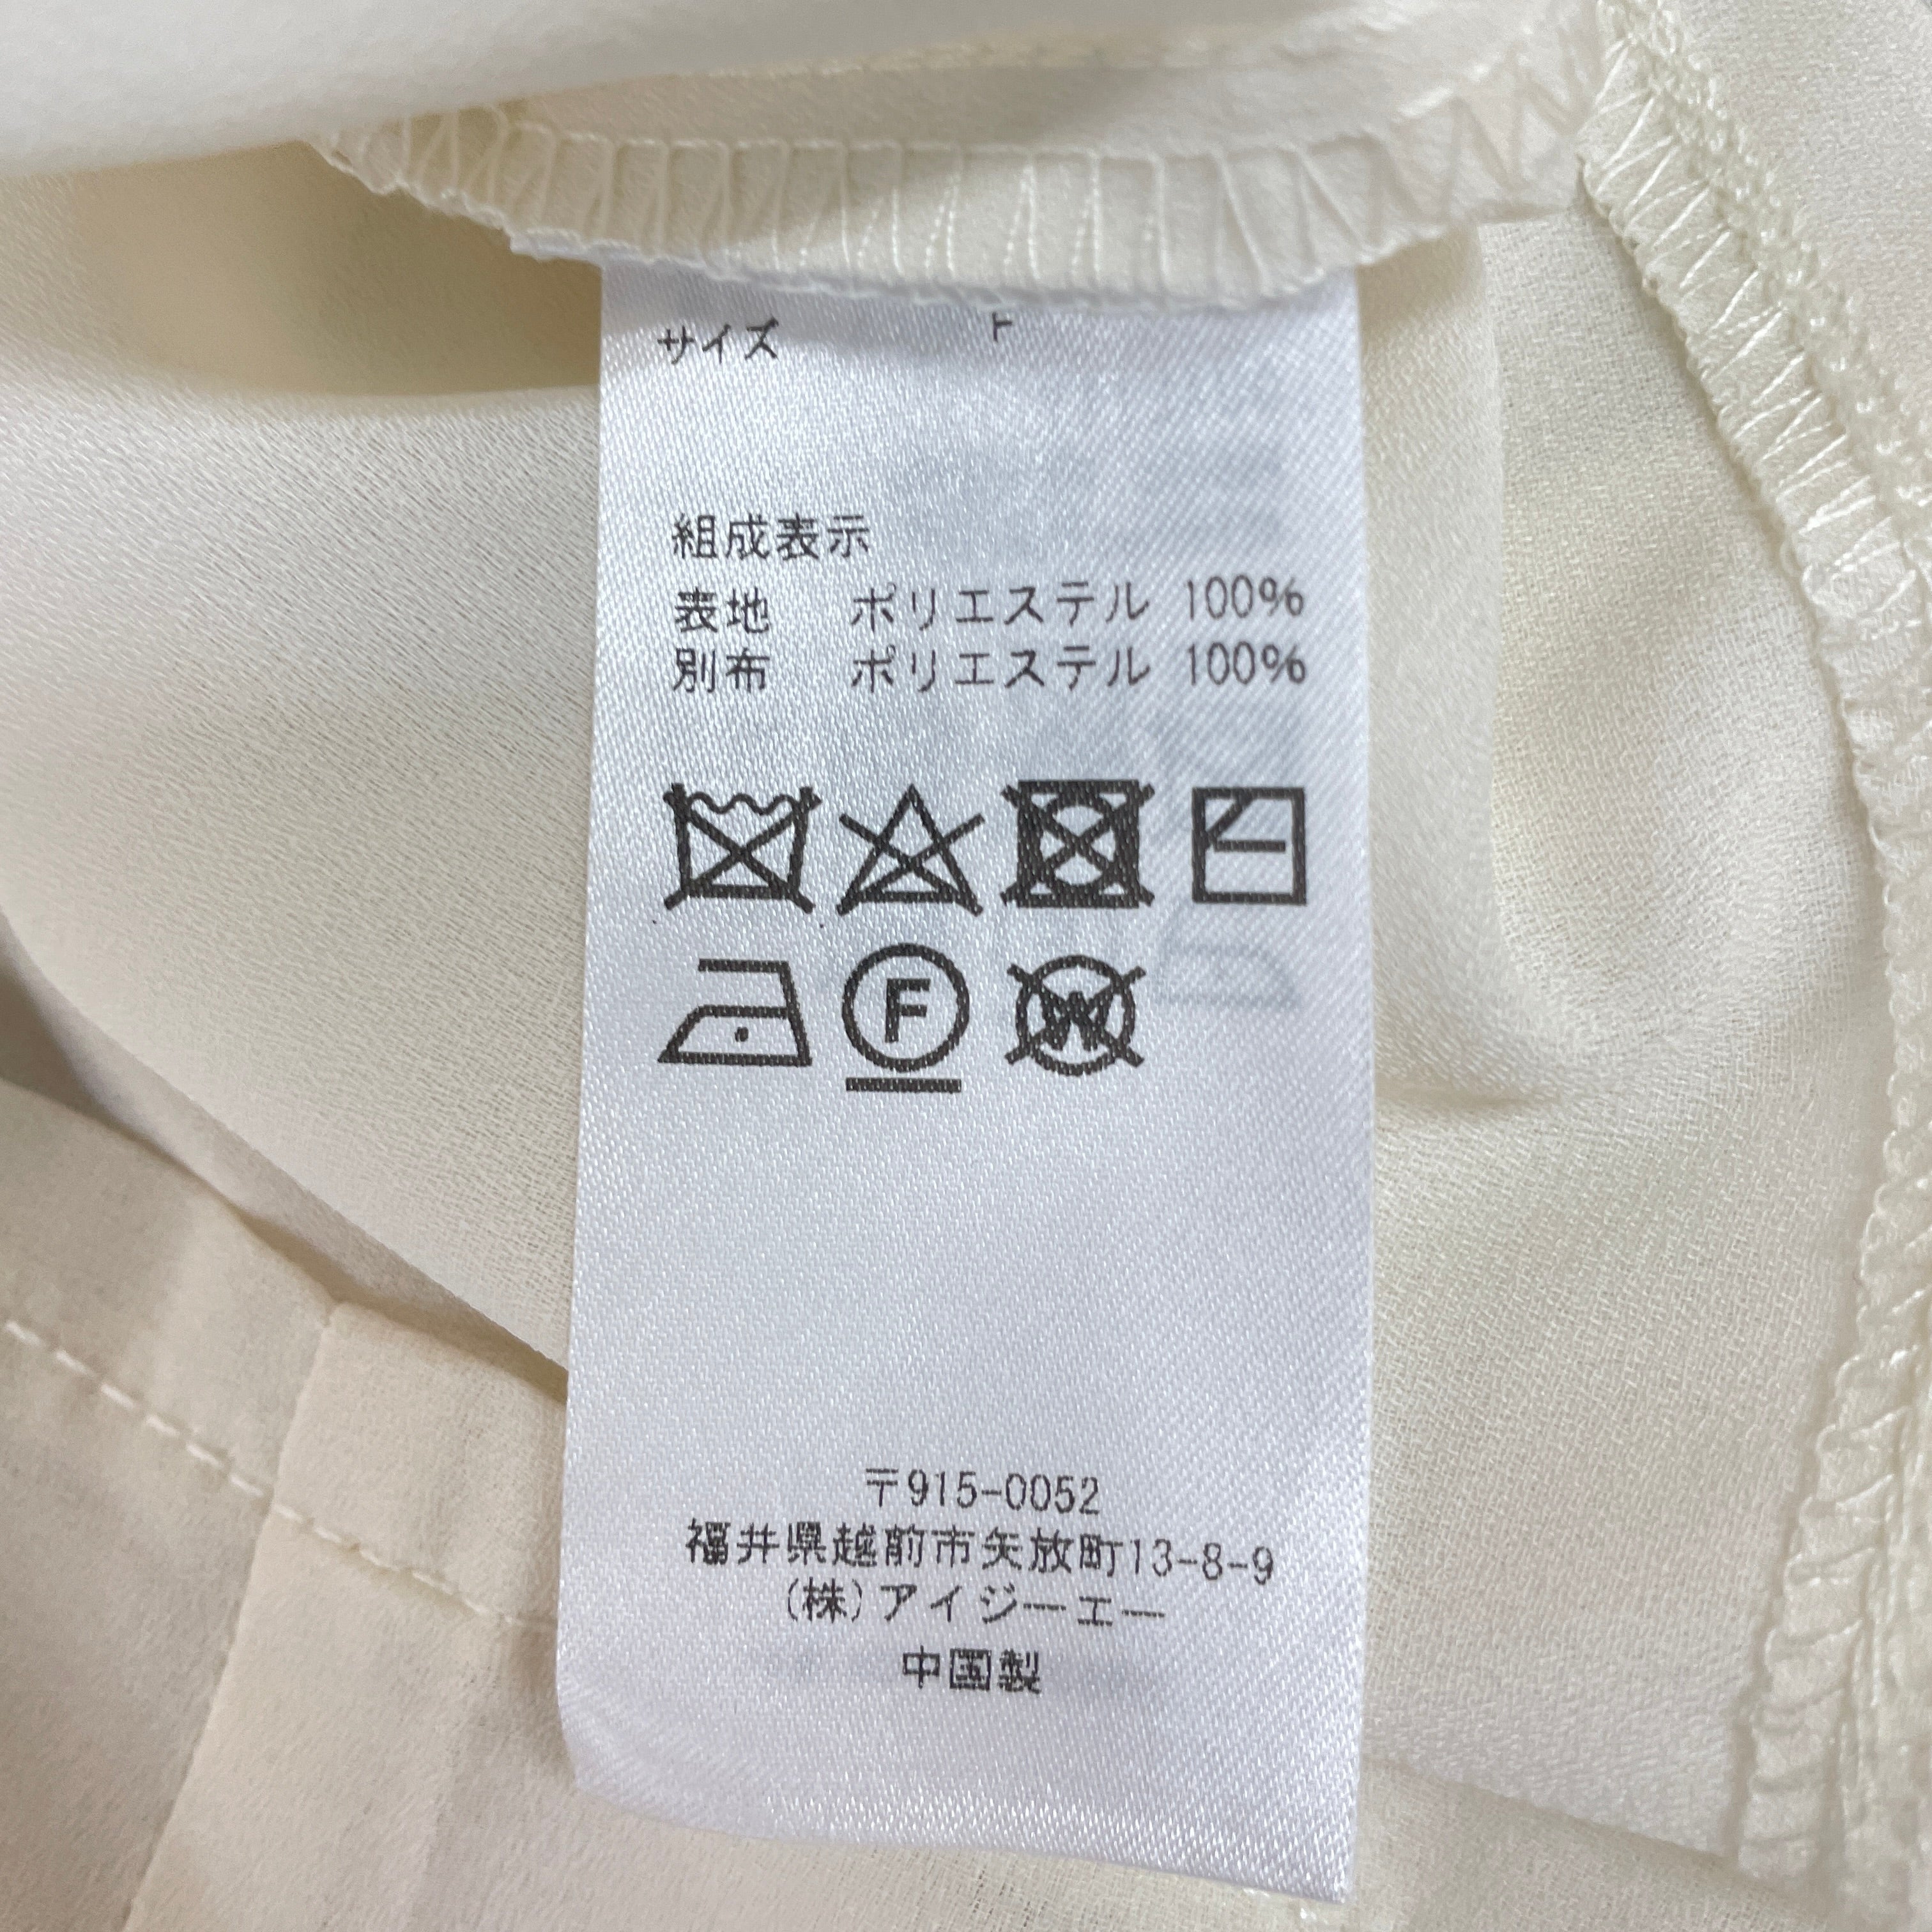 サイズ F
組成表示
表地 ポリエステル 100%
別布 ポリエステル 100%
F
W
〒915-0052
福井県越前市矢放町13-8-9
(株)アイジーエー
中国製